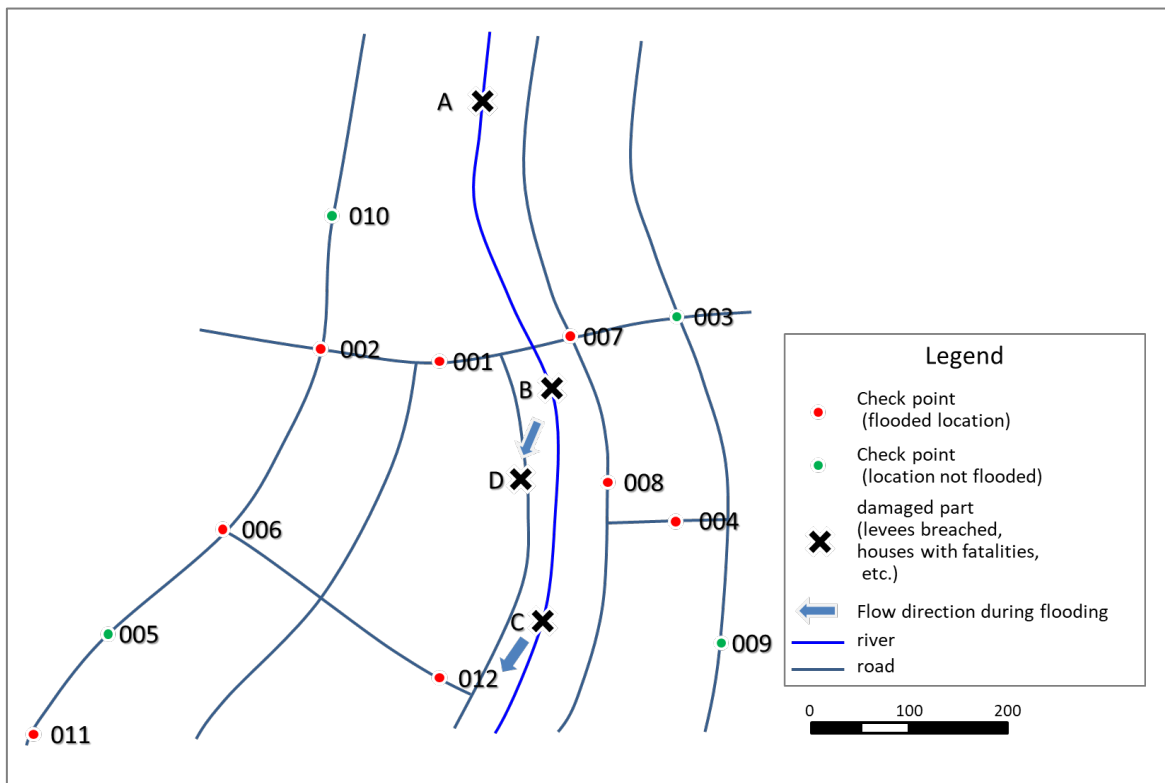 A
010
003
007
002
001
B
D
008
004
006
C
005
009
012
011
Legend
Check point
(flooded location)
Check point
(location not flooded)
damaged part
(levees breached,
houses with fatalities,
etc.)
Flow direction during flooding
river
road
0 100 200